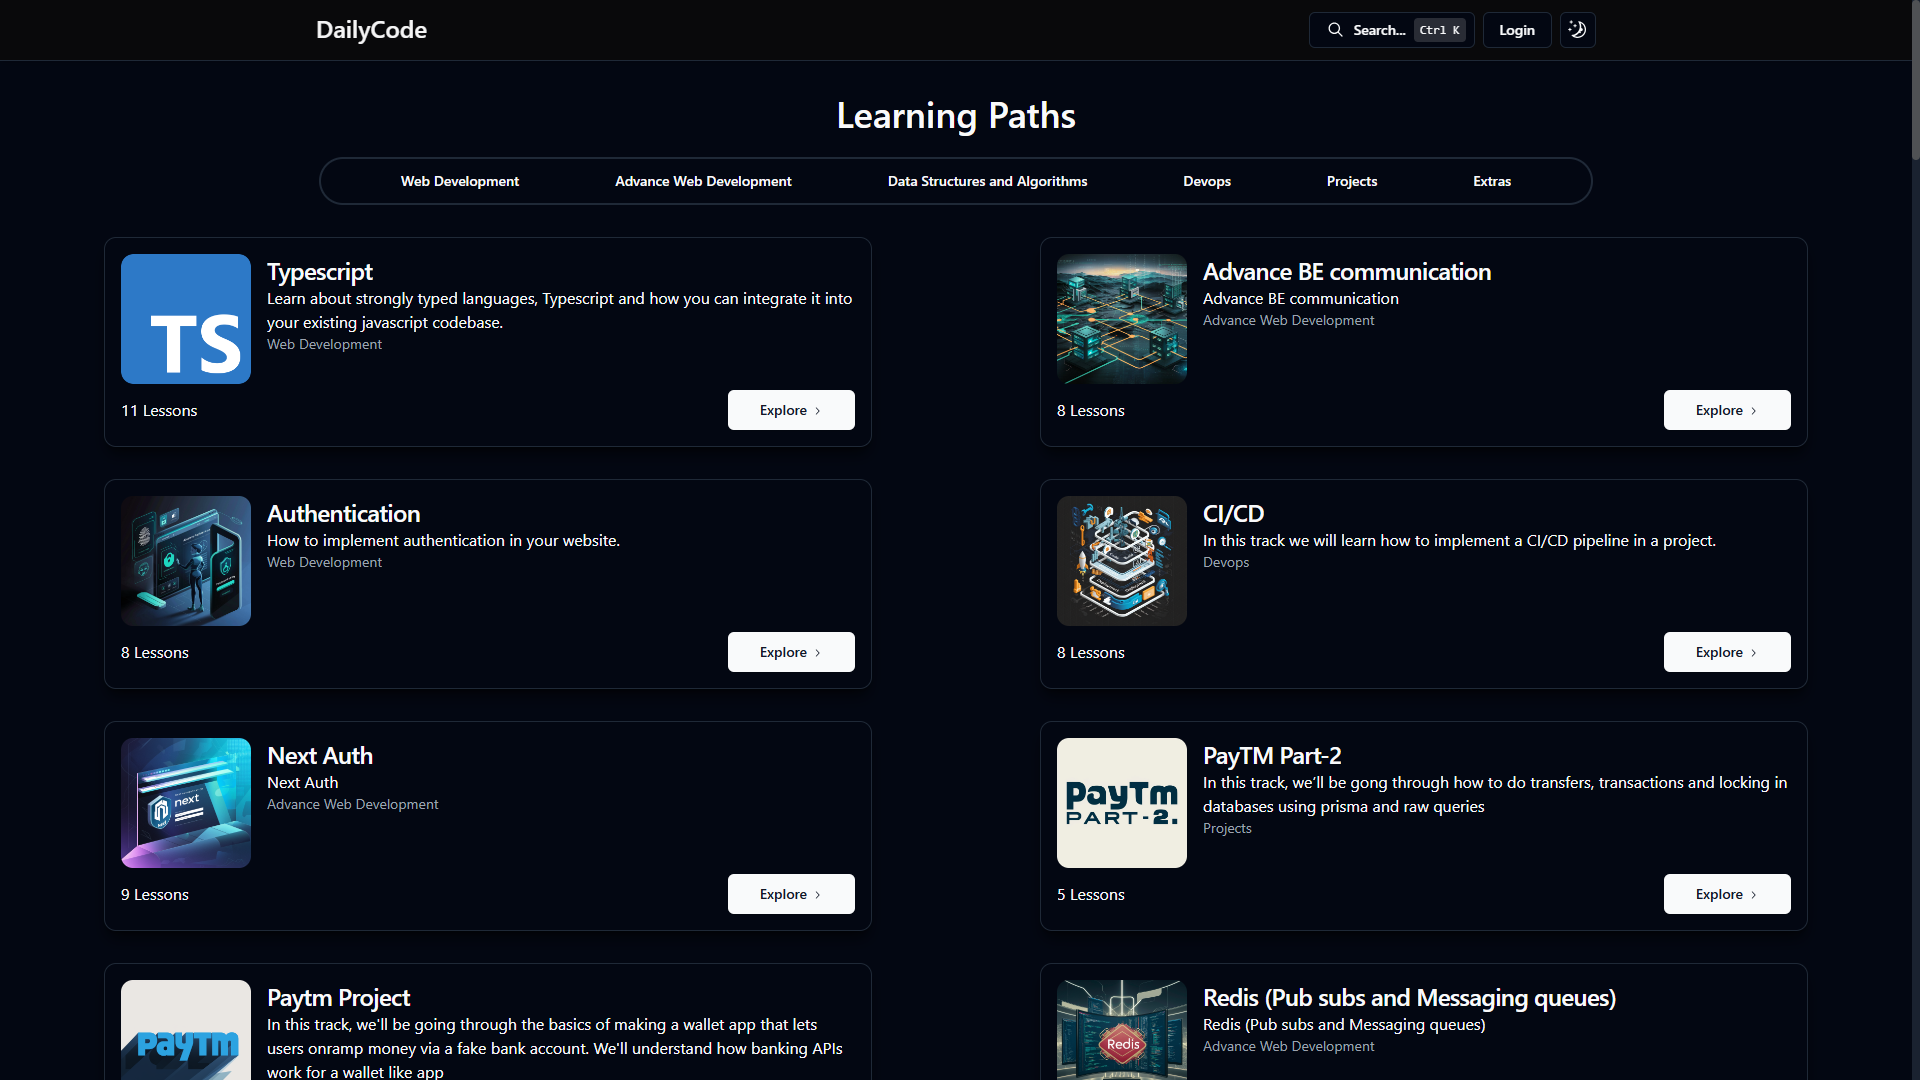 DailyCode
Search... Ctrl K
Login
Learning Paths
Web Development
Advance Web Development
Data Structures and Algorithms
Devops
Projects
Extras
TS
Typescript
Learn about strongly typed languages, Typescript and how you can integrate it into
your existing javascript codebase.
Web Development
11 Lessons
Explore
Advance BE communication
Advance BE communication
Advance Web Development
8 Lessons
Explore
Authentication
How to implement authentication in your website.
Web Development
8 Lessons
Explore
CI/CD
In this track we will learn how to implement a CI/CD pipeline in a project.
Devops
8 Lessons
Explore
next
Next Auth
Next Auth
Advance Web Development
9 Lessons
Explore
PayTm
PART-2.
PayTM Part-2
In this track, we'll be gong through how to do transfers, transactions and locking in
databases using prisma and raw queries
Projects
5 Lessons
Explore
PAYTM
Paytm Project
In this track, we'll be going through the basics of making a wallet app that lets
users onramp money via a fake bank account. We'll understand how banking APIs
work for a wallet like app
Redis
Redis (Pub subs and Messaging queues)
Redis (Pub subs and Messaging queues)
Advance Web Development